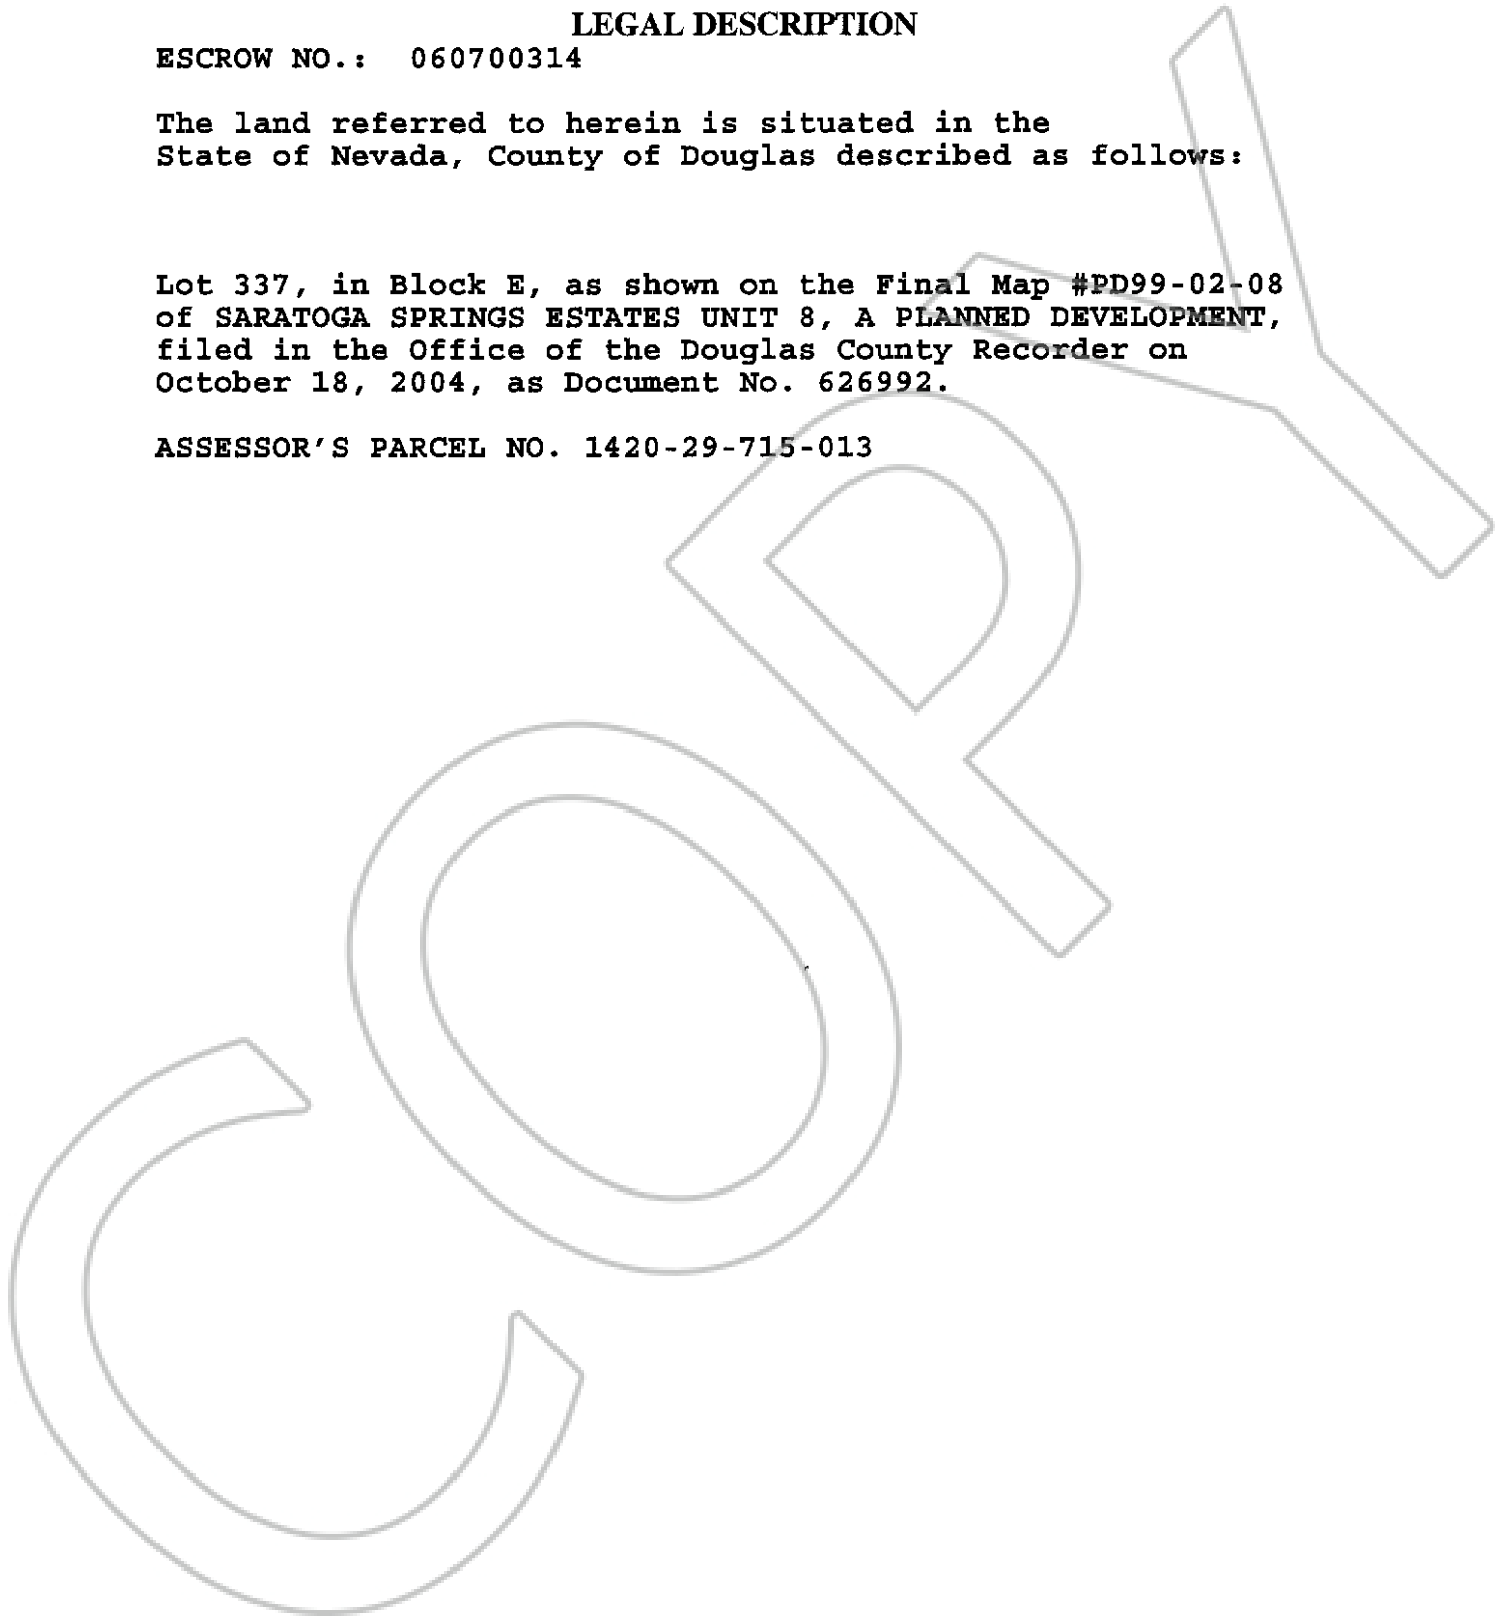 LEGAL DESCRIPTION
ESCROW NO.: 060700314
The land referred to herein is situated in the
State of Nevada, County of Douglas described as follows:
Lot 337, in Block E, as shown on the Final Map #PD99-02-08
of SARATOGA SPRINGS ESTATES UNIT 8, A PLANNED DEVELOPMENT,
filed in the Office of the Douglas County Recorder on
October 18, 2004, as Document No. 626992.
ASSESSOR'S PARCEL NO. 1420-29-715-013
COPY